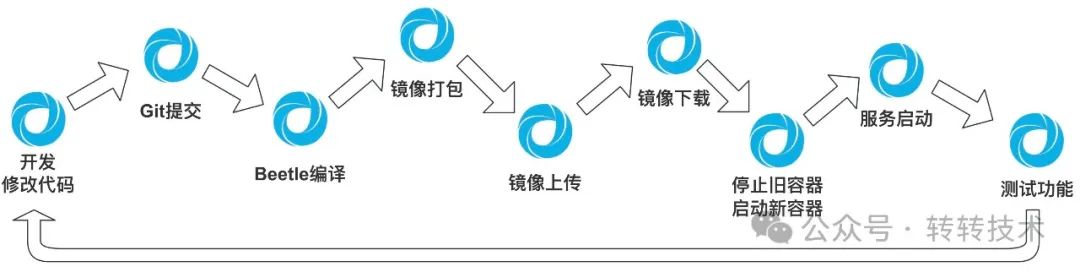 开发
修改代码
Git提交
Beetle编译
镜像打包
镜像上传
镜像下载
停止旧容器
启动新容器
服务启动
测试功能
公众号 · 转转技术